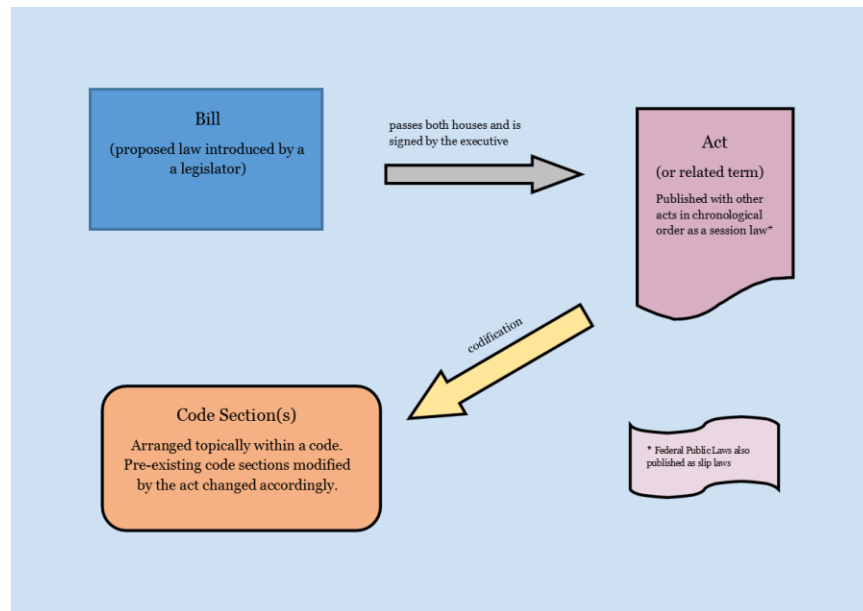 Bill
(proposed law introduced by a
a legislator)
passes both houses and is
signed by the executive
Act
(or related term)
Published with other
acts in chronological
order as a session law*
codification
Code Section(s)
Arranged topically within a code.
Pre-existing code sections modified
by the act changed accordingly.
* Federal Public Laws also
published as slip laws